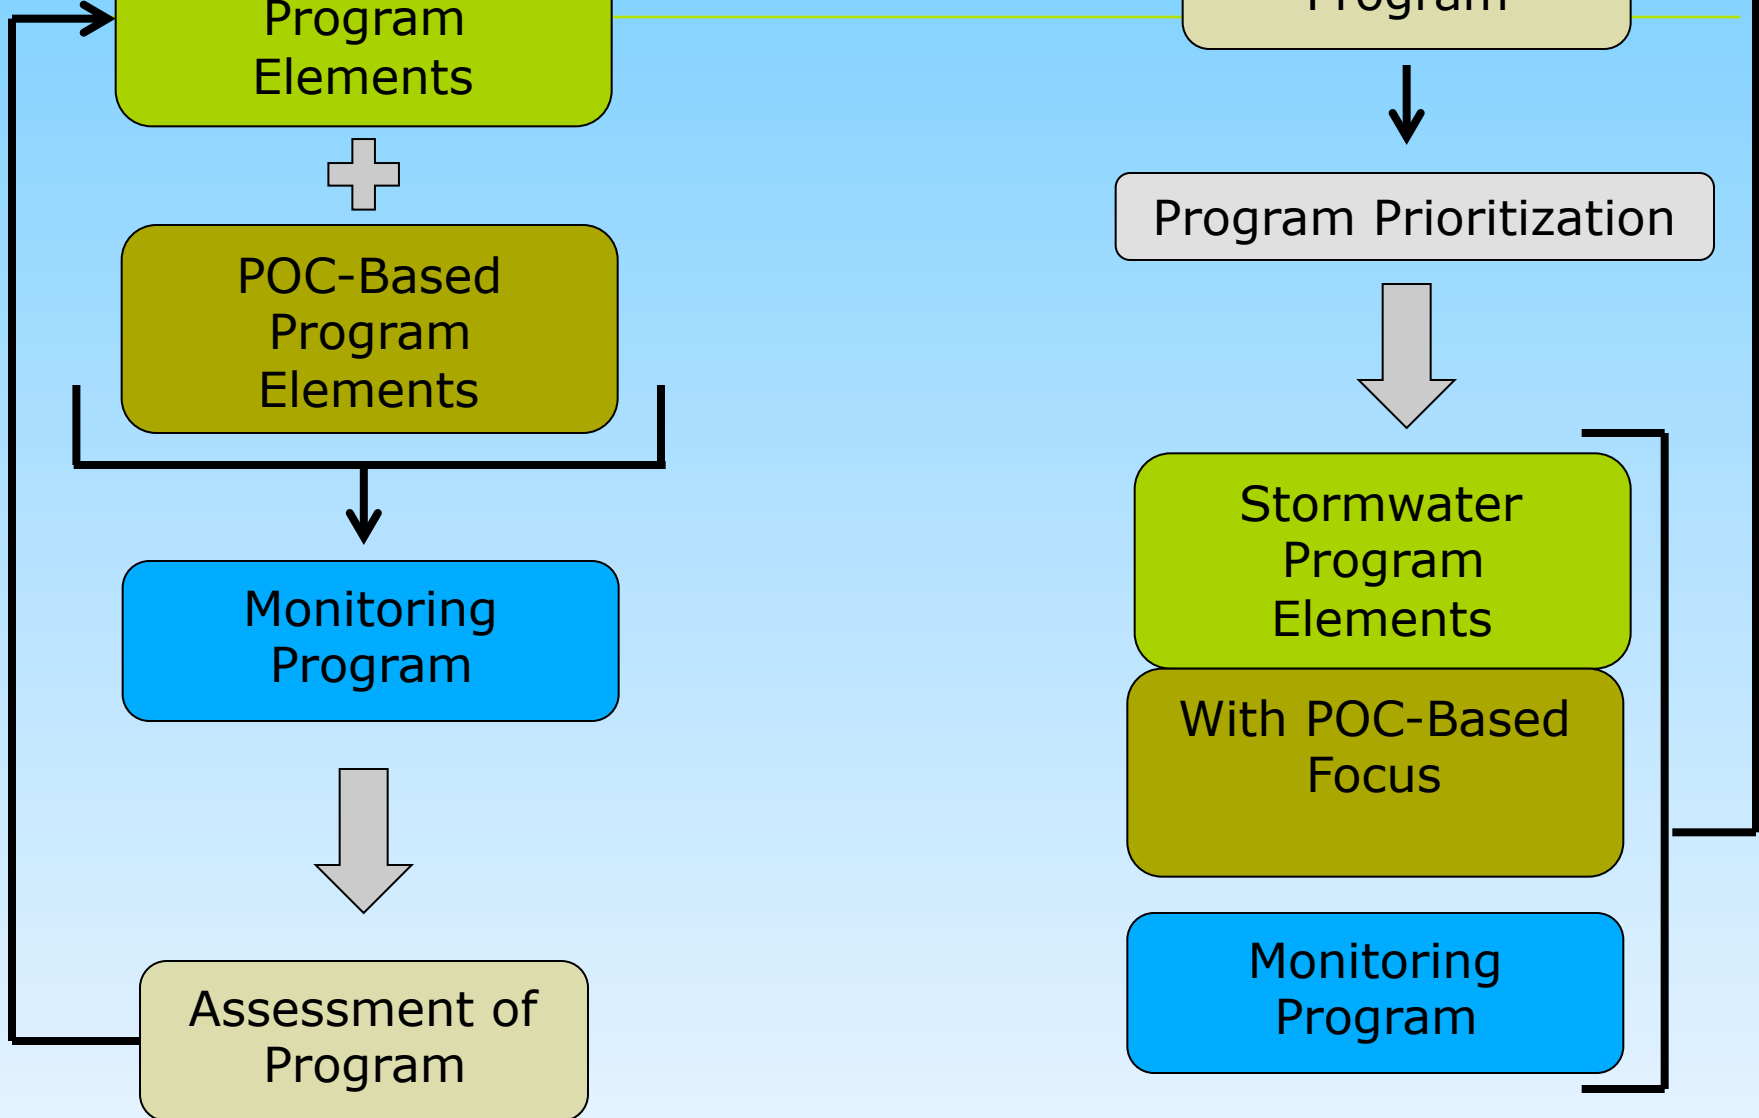 Program
Elements
POC-Based
Program
Elements
Monitoring
Program
Assessment of
Program
Program
Program Prioritization
Stormwater
Program
Elements
With POC-Based
Focus
Monitoring
Program